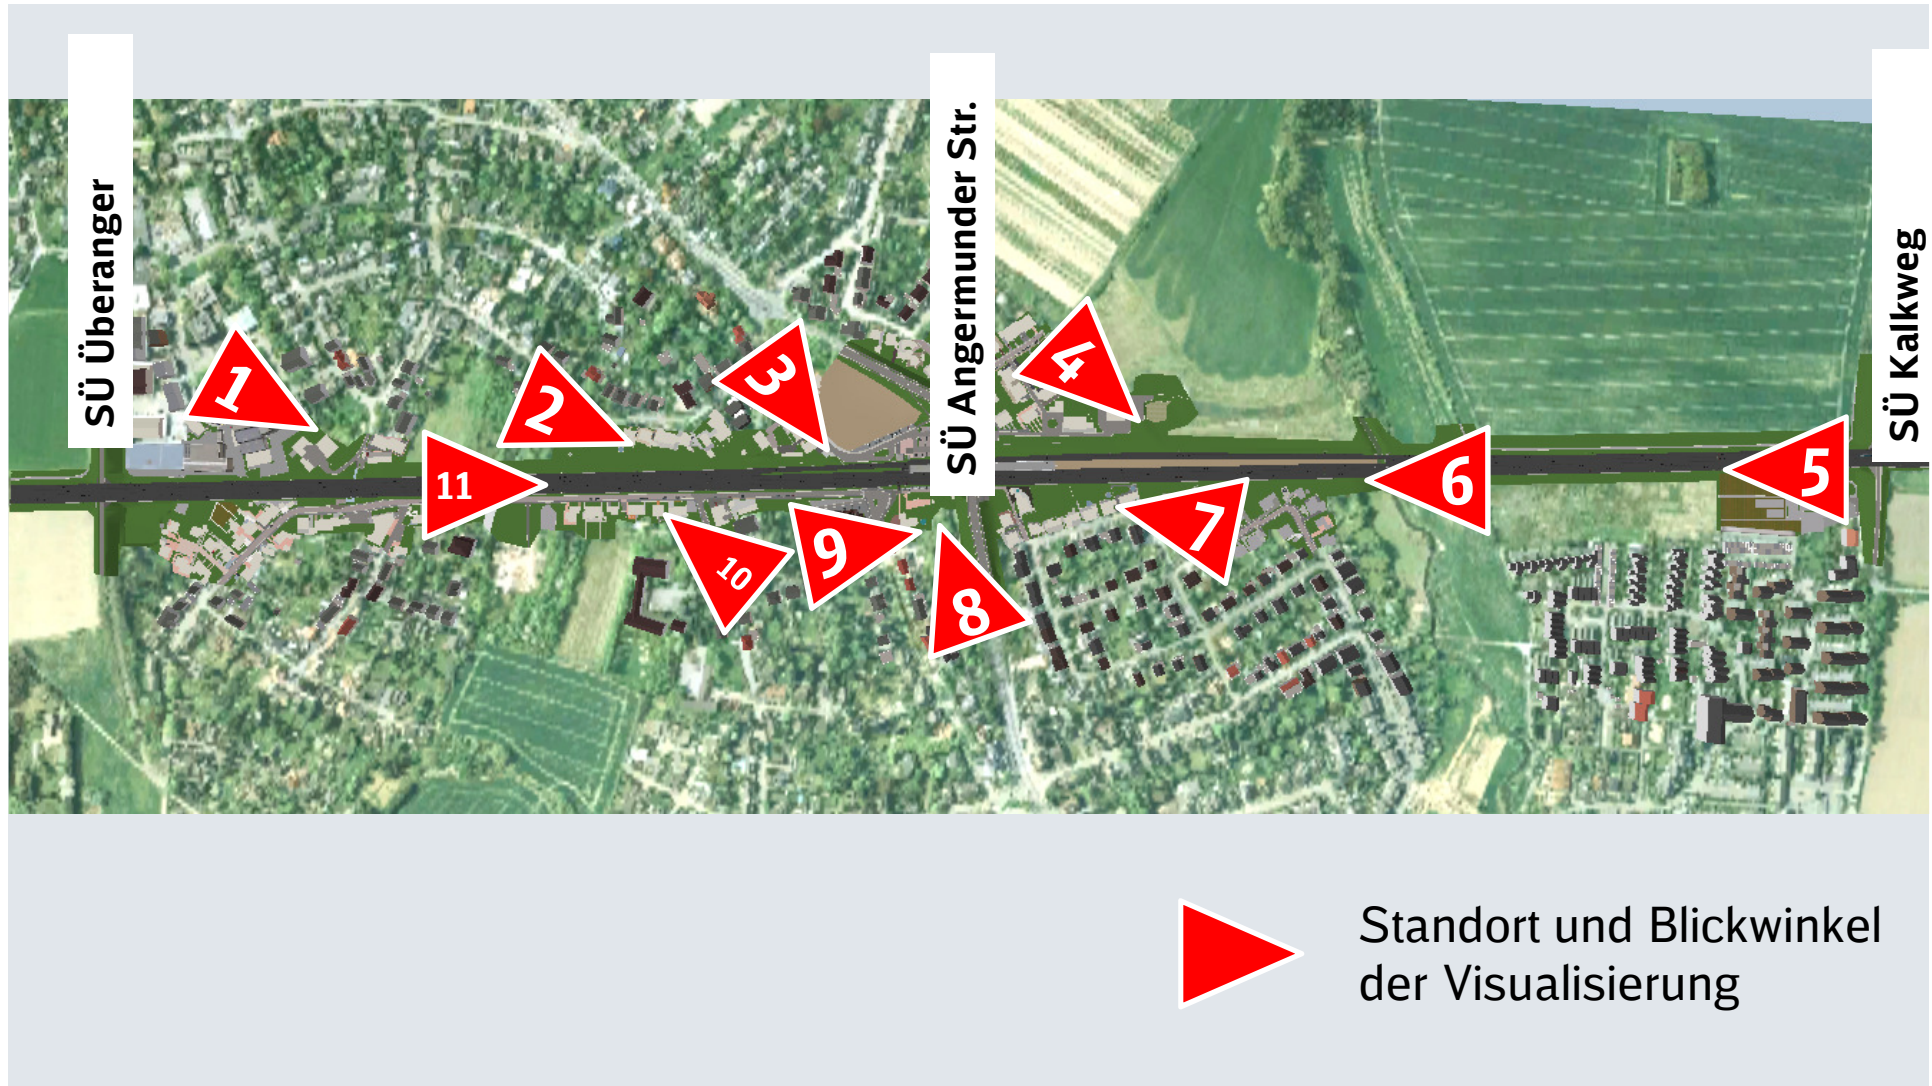 SÜ Überanger
SÜ Angermunder Str.
SÜ Kalkweg
1
2
3
4
5
6
7
8
9
10
11
Standort und Blickwinkel
der Visualisierung